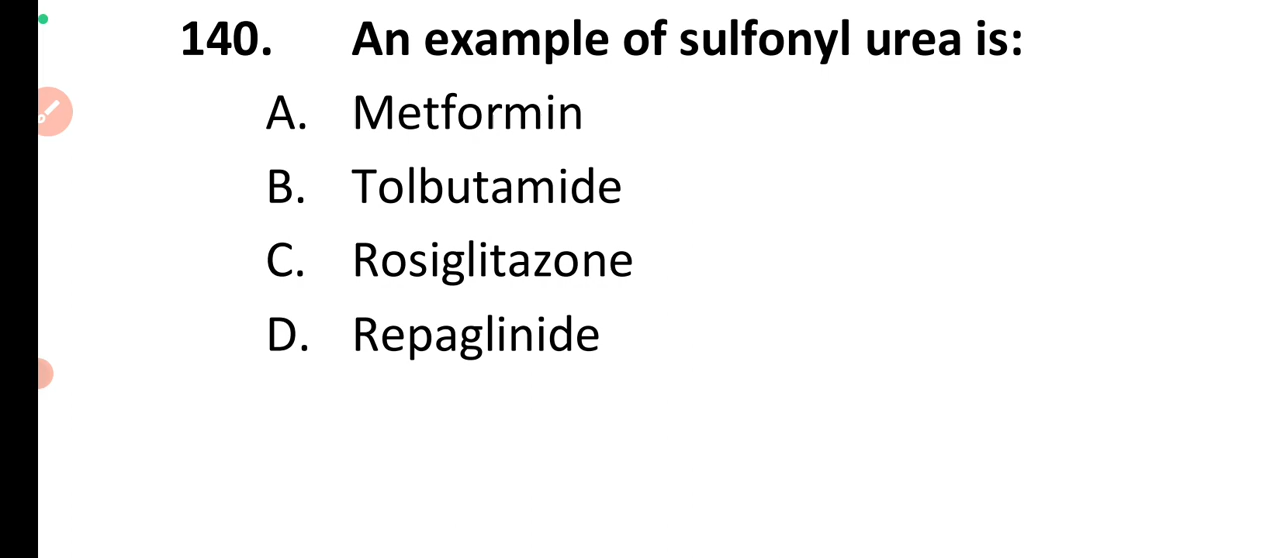 140. An example of sulfonyl urea is:
A. Metformin
B. Tolbutamide
C. Rosiglitazone
D. Repaglinide